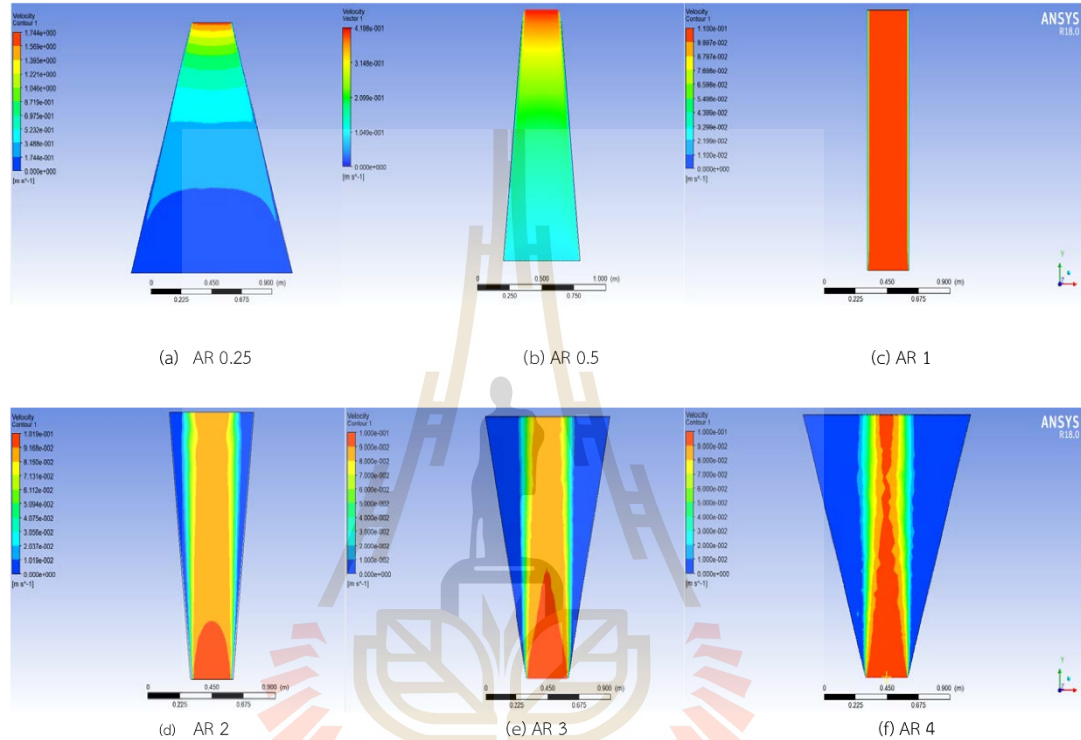 Velocity
Contour 1
1.744e+000
1.569e+000
1.395e+000
1.221e+000
1.046e+000
8.719e-001
6.975e-001
5.232e-001
3.488e-001
1.744e-001
0.000e+000
[m s^-1]
0 0.450 0.900 (m)
0.225 0.675
(a) AR 0.25
Velocity
Vector 1
4.198e-001
3.148e-001
2.099e-001
1.049e-001
0.000e+000
[m s^-1]
0 0.500 1.000 (m)
0.250 0.750
(b) AR 0.5
Velocity
Contour 1
1.100e-001
9.897e-002
8.797e-002
7.698e-002
6.598e-002
5.498e-002
4.399e-002
3.299e-002
2.199e-002
1.100e-002
0.000e+000
[m s^-1]
ANSYS
R18.0
Y
Z
0 0.450 0.900 (m)
0.225 0.675
(c) AR 1
Velocity
Contour 1
1.019e-001
9.168e-002
8.150e-002
7.131e-002
6.112e-002
5.094e-002
4.075e-002
3.056e-002
2.037e-002
1.019e-002
0.000e+000
[m s^-1]
0 0.450 0.900 (m)
0.225 0.675
(d) AR 2
Velocity
Contour 1
1.000e-001
9.000e-002
8.000e-002
7.000e-002
6.000e-002
5.000e-002
4.000e-002
3.000e-002
2.000e-002
1.000e-002
0.000e+000
[m s^-1]
0 0.450 0.900 (m)
0.225 0.675
(e) AR 3
Velocity
Contour 1
1.000e-001
9.000e-002
8.000e-002
7.000e-002
6.000e-002
5.000e-002
4.000e-002
3.000e-002
2.000e-002
1.000e-002
0.000e+000
[m s^-1]
ANSYS
R18.0
Y
Z
0 0.450 0.900 (m)
0.225 0.675
(f) AR 4